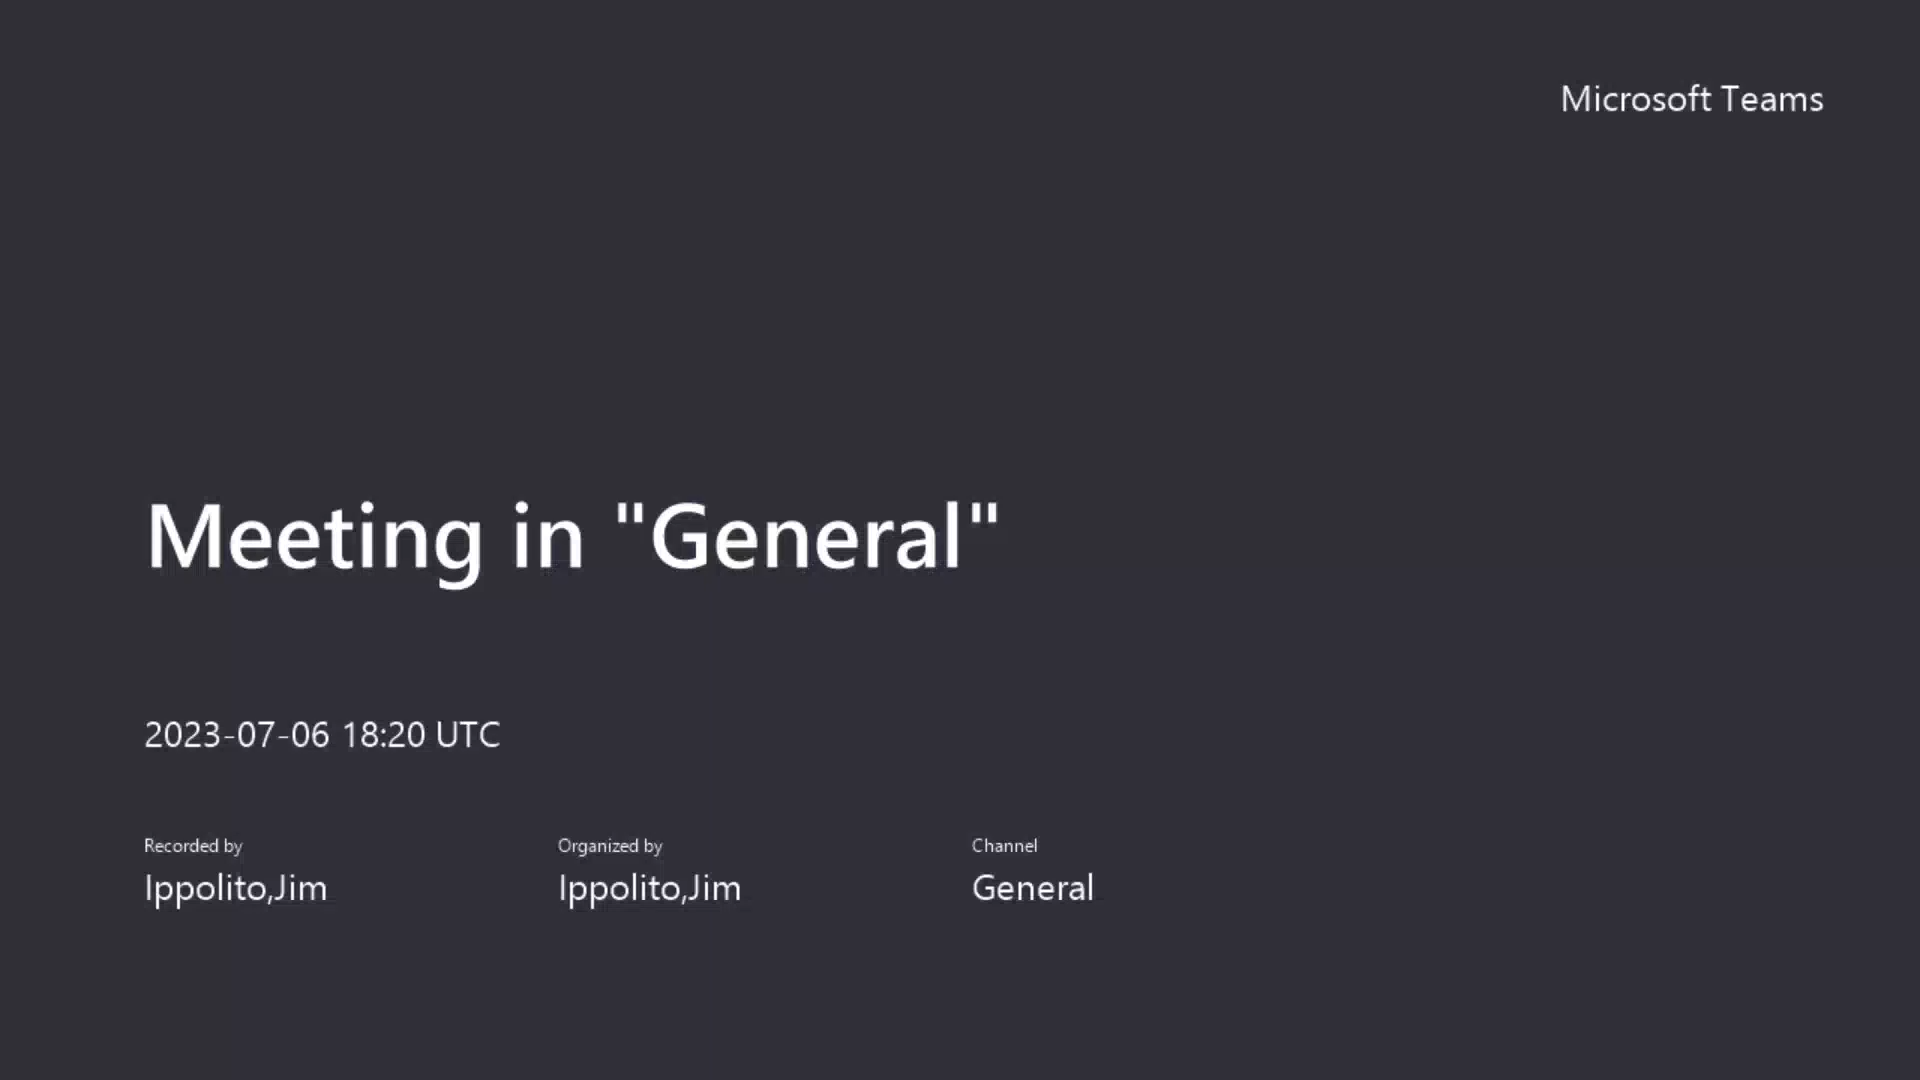 Microsoft Teams
Meeting in "General"
2023-07-06 18:20 UTC
Recorded by
Ippolito,Jim
Organized by
Ippolito,Jim
Channel
General